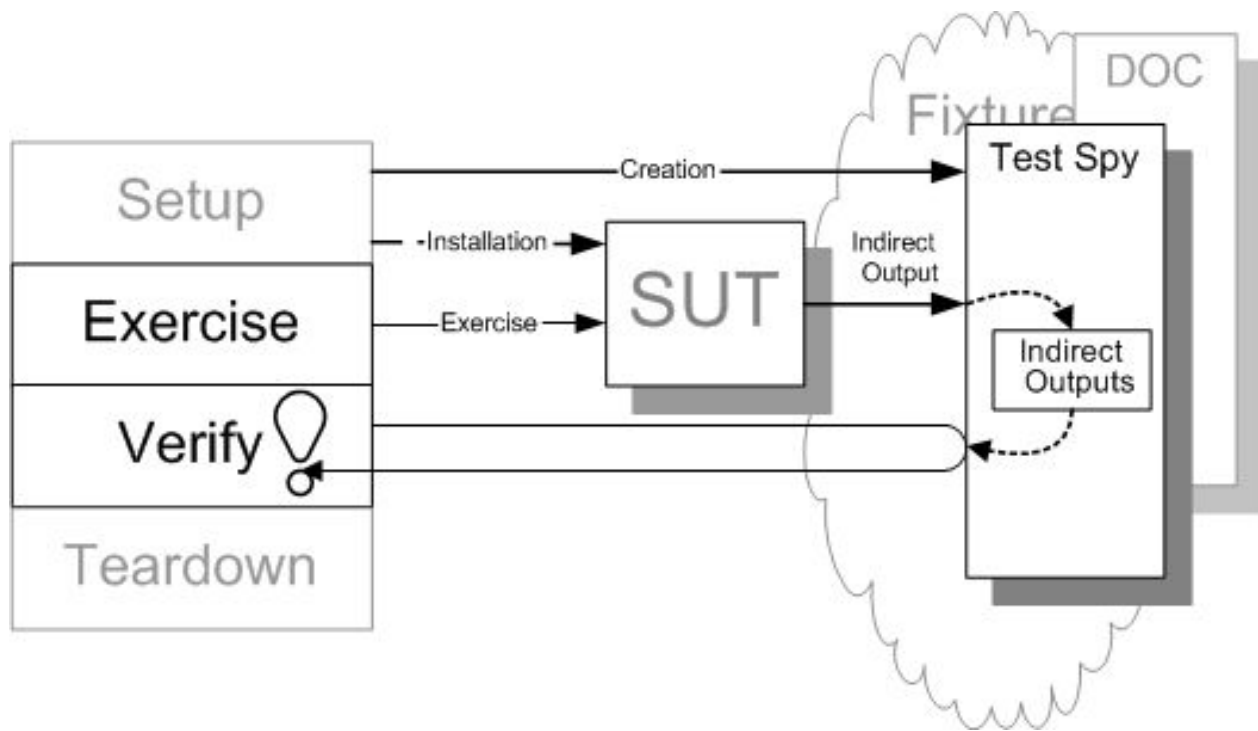 DOC
Fixture
Test Spy
Setup
Creation
Installation
Indirect
Output
SUT
Exercise
Exercise
Indirect
Outputs
Verify
Teardown